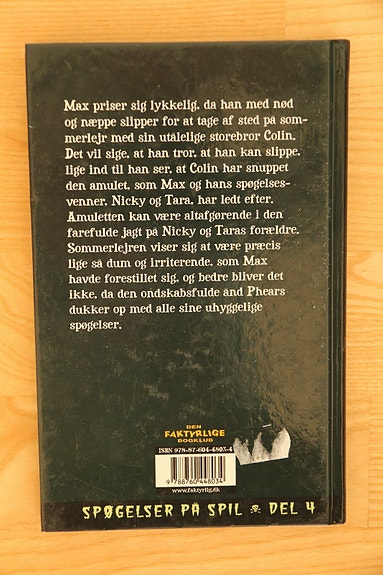 Max priser sig lykkelig, da han med nød
og næppe slipper for at tage af sted på som-
merlejr med sin utålelige storebror Colin.
Det vil sige, at han tror, at han kan slippe,
lige ind til han ser, at Colin har snuppet
den amulet, som Max og hans spøgelses-
venner, Nicky og Tara, har ledt efter.
Amuletten kan være altafgørende i den
farefulde jagt på Nicky og Taras forældre.
Sommerlejren viser sig at være præcis
lige så dum og irriterende, som Max
havde forestillet sig, og bedre bliver det
ikke, da den ondskabsfulde ånd Phears
dukker op med alle sine uhyggelige
spøgelser.
DEN
FAKTYRLIGE
BOGKLUB
ISBN 978-87-604-4803-4
9788760448034
www.faktyrlig.dk
SPØGELSER PÅ SPIL DEL 4